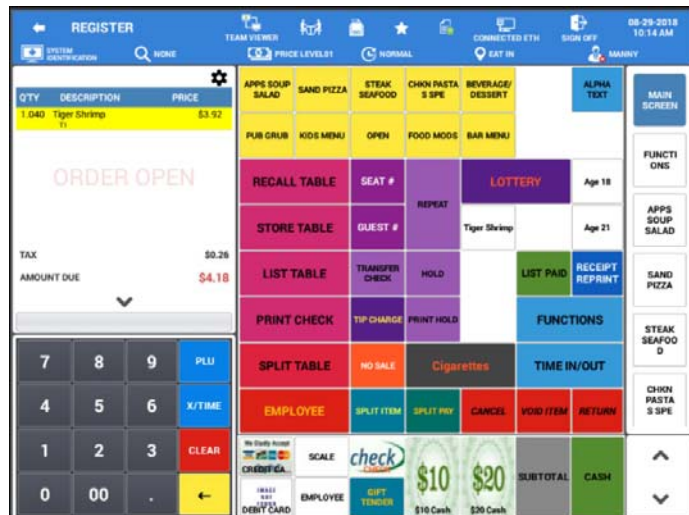 REGISTER
TEAM VIEWER
CONNECTED ETH
SIGN OFF
08-29-2018
10:14 AM
SYSTEM
IDENTIFICATION
NONE
PRICE LEVEL01
NORMAL
EAT IN
MANNY
Q'TY DESCRIPTION PRICE
1.040 Tiger Shrimp $3.92
T1
ORDER OPEN
TAX $0.26
AMOUNT DUE $4.18
7 8 9 PLU
4 5 6 X/TIME
1 2 3 CLEAR
0 00 . ←
APPS SOUP
SALAD
SAND PIZZA
STEAK
SEAFOOD
CHKN PASTA
S SPE
BEVERAGE/
DESSERT
ALPHA
TEXT
PUB GRUB
KIDS MENU
OPEN
FOOD MODS
BAR MENU
RECALL TABLE
SEAT #
REPEAT
LOTTERY
Age 18
STORE TABLE
GUEST #
Tiger Shrimp
Age 21
LIST TABLE
TRANSFER
CHECK
HOLD
LIST PAID
RECEIPT
REPRINT
PRINT CHECK
TIP CHARGE
PRINT HOLD
FUNCTIONS
SPLIT TABLE
NO SALE
Cigarettes
TIME IN/OUT
EMPLOYEE
SPLIT ITEM
SPLIT PAY
CANCEL
VOID ITEM
RETURN
We Gladly Accept
SCALE
check
$10
$10 Cash
$20
$20 Cash
SUBTOTAL
CASH
IMAGE
NOT
FOUND
DEBIT CARD
EMPLOYEE
GIFT
TENDER
MAIN
SCREEN
FUNCTI
ONS
APPS
SOUP
SALAD
SAND
PIZZA
STEAK
SEAFOO
D
CHKN
PASTA
S SPE